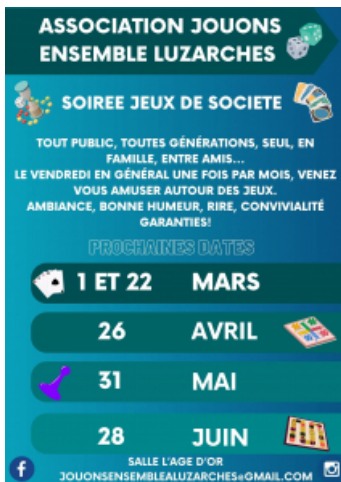 ASSOCIATION JOUONS
ENSEMBLE LUZARCHES
SOIREE JEUX DE SOCIETE
TOUT PUBLIC, TOUTES GÉNÉRATIONS, SEUL, EN
FAMILLE, ENTRE AMIS...
LE VENDREDI EN GÉNÉRAL UNE FOIS PAR MOIS, VENEZ
VOUS AMUSER AUTOUR DES JEUX.
AMBIANCE, BONNE HUMEUR, RIRE, CONVIVIALITÉ
GARANTIES!
PROCHAINES DATES
1 ET 22 MARS
26 AVRIL
31 MAI
28 JUIN
SALLE L'AGE D'OR
JOUONSENSEMBLEALUZARCHES@GMAIL.COM